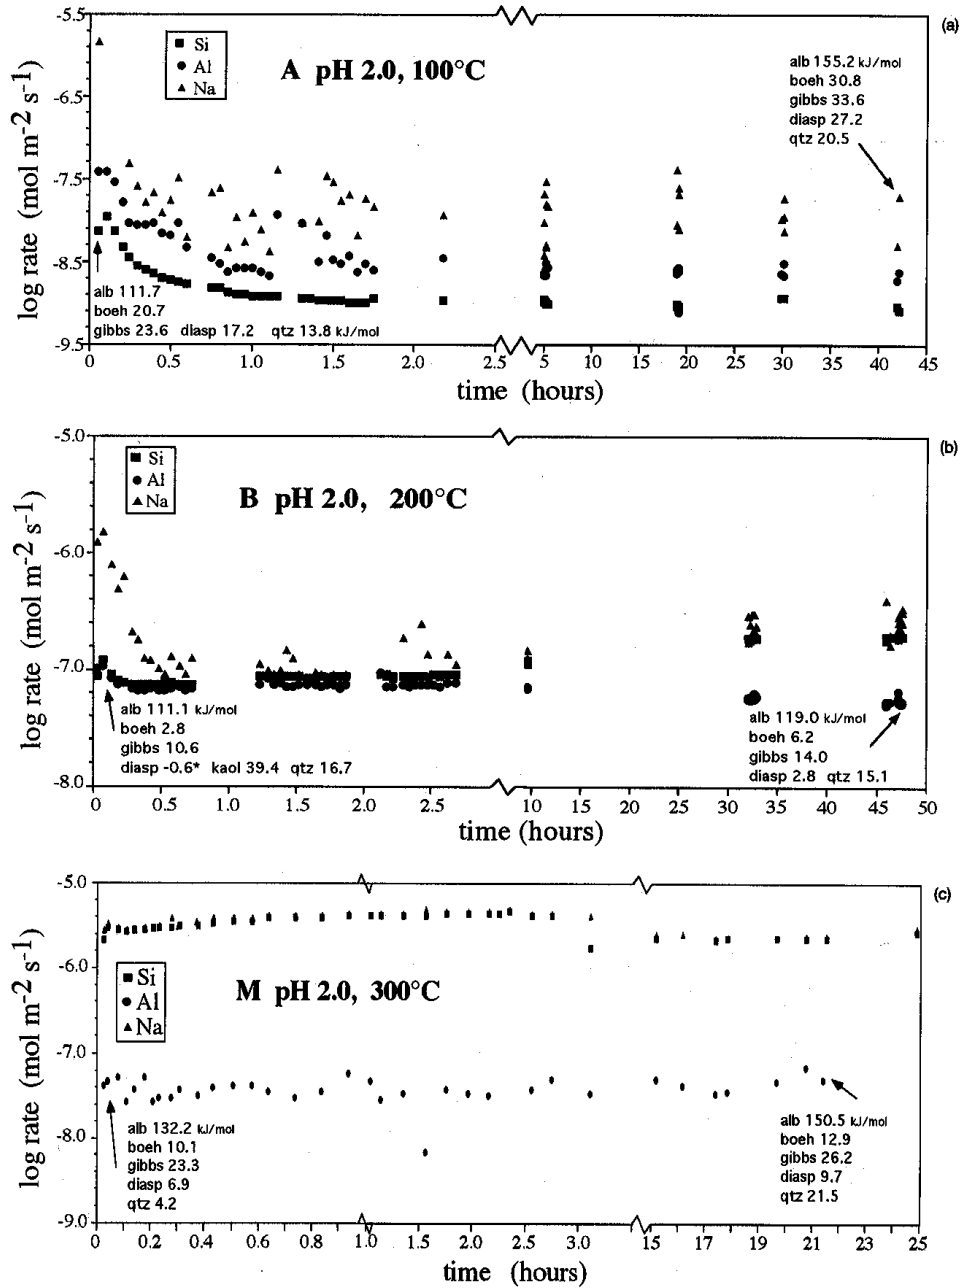 (a)
-5.5
-6.5
-7.5
-8.5
-9.5
log rate (mol m⁻² s⁻¹)
Si
Al
Na
A pH 2.0, 100°C
alb 155.2 kJ/mol
boeh 30.8
gibbs 33.6
diasp 27.2
qtz 20.5
alb 111.7
boeh 20.7
gibbs 23.6 diasp 17.2 qtz 13.8 kJ/mol
0 0.5 1.0 1.5 2.0 2.5 5 10 15 20 25 30 35 40 45
time (hours)
(b)
-5.0
-6.0
-7.0
-8.0
log rate (mol m⁻² s⁻¹)
Si
Al
Na
B pH 2.0, 200°C
alb 111.1 kJ/mol
boeh 2.8
gibbs 10.6
diasp -0.6* kaol 39.4 qtz 16.7
alb 119.0 kJ/mol
boeh 6.2
gibbs 14.0
diasp 2.8 qtz 15.1
0 0.5 1.0 1.5 2.0 2.5 10 15 20 25 30 35 40 45 50
time (hours)
(c)
-5.0
-6.0
-7.0
-8.0
-9.0
log rate (mol m⁻² s⁻¹)
Si
Al
Na
M pH 2.0, 300°C
alb 132.2 kJ/mol
boeh 10.1
gibbs 23.3
diasp 6.9
qtz 4.2
alb 150.5 kJ/mol
boeh 12.9
gibbs 26.2
diasp 9.7
qtz 21.5
0 0.2 0.4 0.6 0.8 1.0 1.0 2.0 3.0 15 17 19 21 23 25
time (hours)